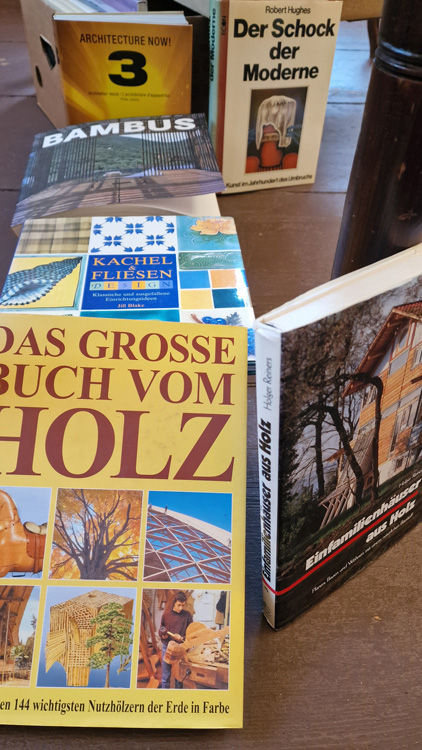 ARCHITECTURE NOW!
3
Robert Hughes
Der Schock
der
Moderne
Kunst im Jahrhundert des Umbruchs
der Moderne
BAMBUS
KACHEL
& FLIESEN
DESIGN
Klassische und ausgefallene
Einrichtungsideen
Jill Blake
DAS GROSSE
BUCH VOM
HOLZ
en 144 wichtigsten Nutzhölzern der Erde in Farbe
Einfamilienhäuser aus Holz
Holger Reiners
Einfamilienhäuser
aus Holz